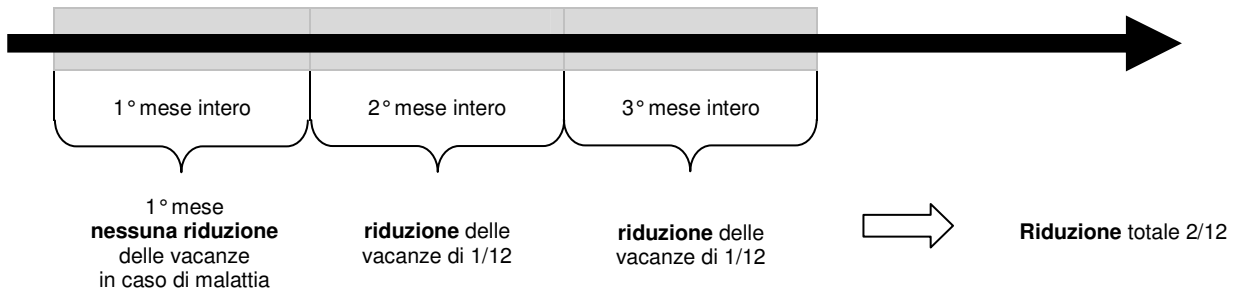 1° mese intero
2° mese intero
3° mese intero
1° mese
nessuna riduzione
delle vacanze
in caso di malattia
riduzione delle
vacanze di 1/12
riduzione delle
vacanze di 1/12
Riduzione totale 2/12